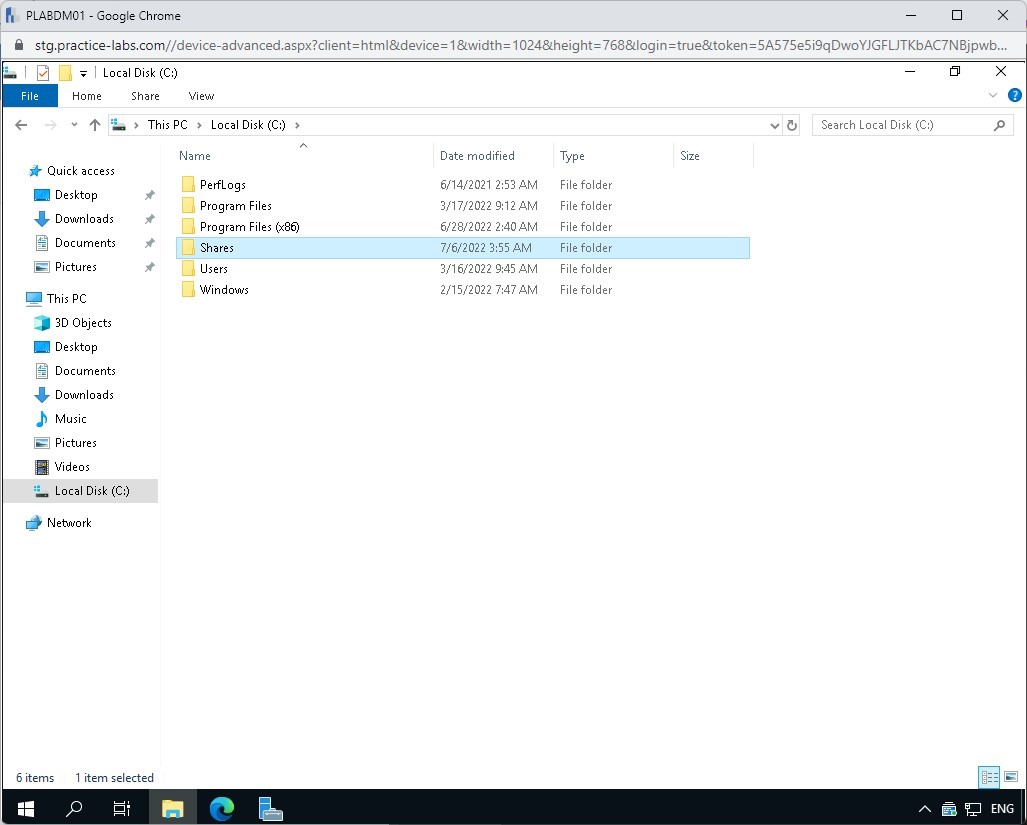 PLABDM01 - Google Chrome
stg.practice-labs.com//device-advanced.aspx?client=html&device=1&width=1024&height=768&login=true&token=5A575e5i9qDwoYJGFLJTKbAC7NBjpwb...
Local Disk (C:)
File Home Share View
This PC Local Disk (C:) Search Local Disk (C:)
Name Date modified Type Size
Quick access
Desktop
Downloads
Documents
Pictures
This PC
3D Objects
Desktop
Documents
Downloads
Music
Pictures
Videos
Local Disk (C:)
Network
PerfLogs 6/14/2021 2:53 AM File folder
Program Files 3/17/2022 9:12 AM File folder
Program Files (x86) 6/28/2022 2:40 AM File folder
Shares 7/6/2022 3:55 AM File folder
Users 3/16/2022 9:45 AM File folder
Windows 2/15/2022 7:47 AM File folder
6 items 1 item selected
ENG